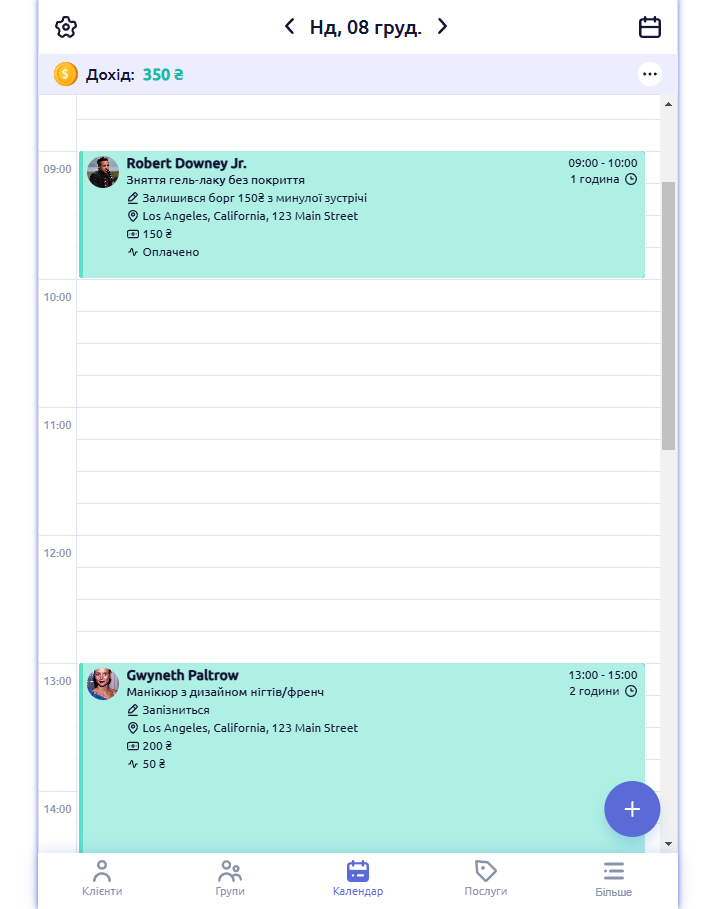 Нд, 08 груд.
Дохід: 350 ₴
09:00
Robert Downey Jr.
09:00 - 10:00
Зняття гель-лаку без покриття
1 година
Залишився борг 150₴ з минулої зустрічі
Los Angeles, California, 123 Main Street
150 ₴
Оплачено
10:00
11:00
12:00
13:00
Gwyneth Paltrow
13:00 - 15:00
Манікюр з дизайном нігтів/френч
2 години
Запізниться
Los Angeles, California, 123 Main Street
200 ₴
50 ₴
14:00
Клієнти
Групи
Календар
Послуги
Більше